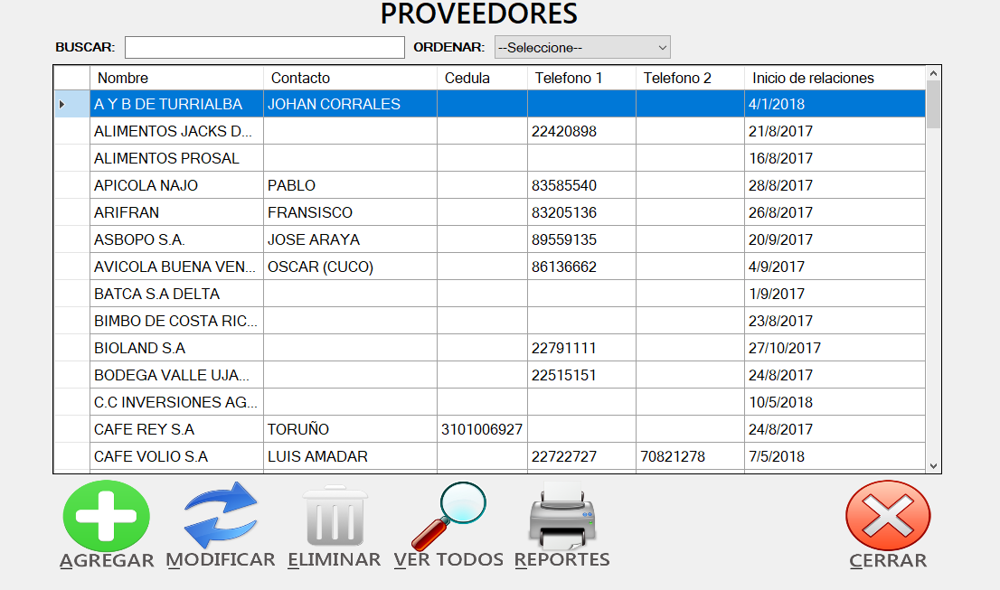 PROVEEDORES
BUSCAR: ORDENAR: --Seleccione--
Nombre Contacto Cedula Telefono 1 Telefono 2 Inicio de relaciones
A Y B DE TURRIALBA JOHAN CORRALES 4/1/2018
ALIMENTOS JACKS D... 22420898 21/8/2017
ALIMENTOS PROSAL 16/8/2017
APICOLA NAJO PABLO 83585540 28/8/2017
ARIFRAN FRANSISCO 83205136 26/8/2017
ASBOPO S.A. JOSE ARAYA 89559135 20/9/2017
AVICOLA BUENA VEN... OSCAR (CUCO) 86136662 4/9/2017
BATCA S.A DELTA 1/9/2017
BIMBO DE COSTA RIC... 23/8/2017
BIOLAND S.A 22791111 27/10/2017
BODEGA VALLE UJA... 22515151 24/8/2017
C.C INVERSIONES AG... 10/5/2018
CAFE REY S.A TORUÑO 3101006927 24/8/2017
CAFE VOLIO S.A LUIS AMADAR 22722727 70821278 7/5/2018
AGREGAR MODIFICAR ELIMINAR VER TODOS REPORTES CERRAR